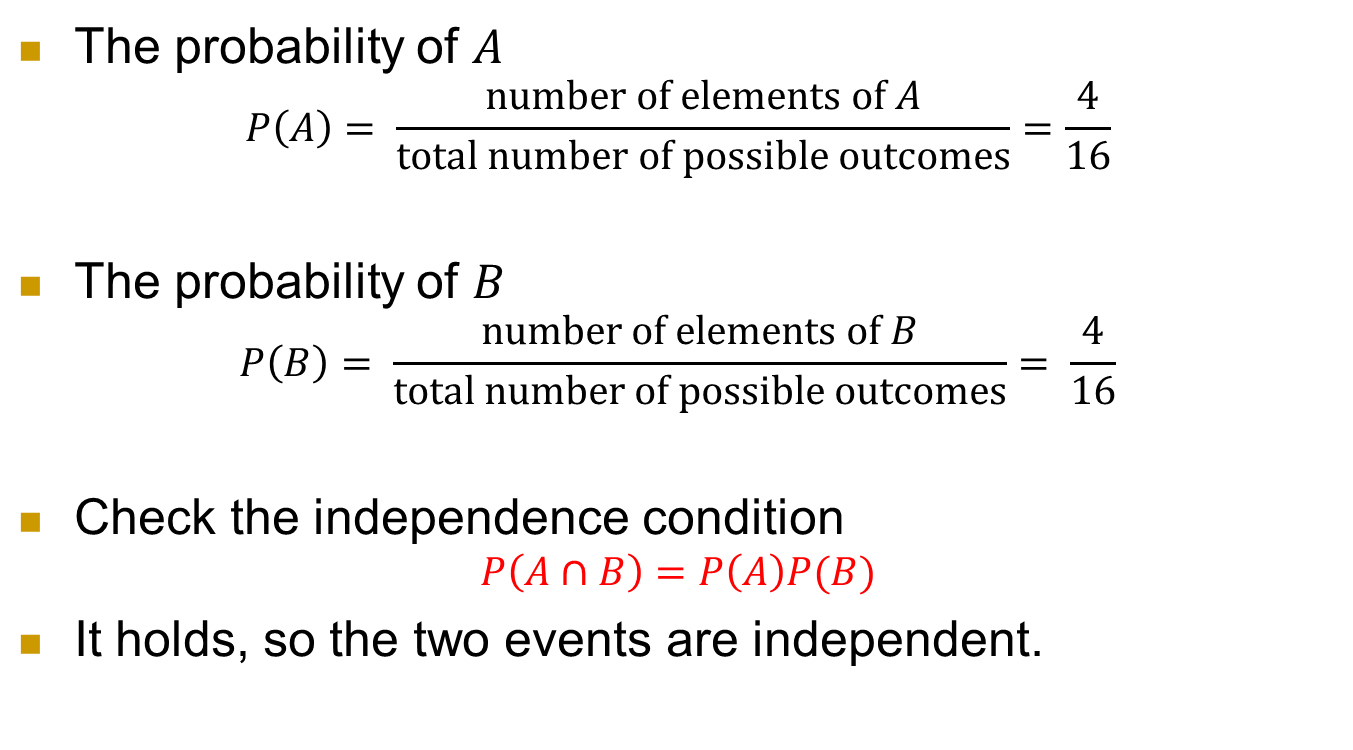 The probability of A
P(A) = number of elements of A / total number of possible outcomes = 4/16
The probability of B
P(B) = number of elements of B / total number of possible outcomes = 4/16
Check the independence condition
P(A ∩ B) = P(A)P(B)
It holds, so the two events are independent.